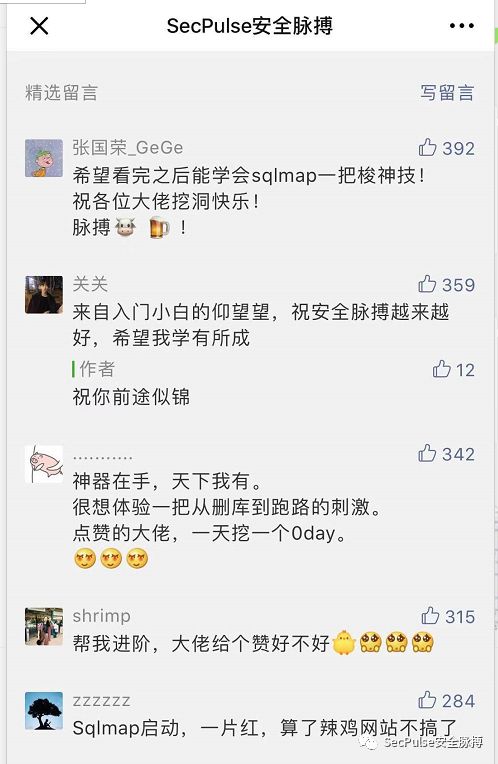 SecPulse安全脉搏
精选留言
写留言
张国荣_GeGe
392
希望看完之后能学会sqlmap一把梭神技！
祝各位大佬挖洞快乐！
脉搏🐮 🍺 ！
关关
359
来自入门小白的仰望望，祝安全脉搏越来越
好，希望我学有所成
作者
12
祝你前途似锦
...........
342
神器在手，天下我有。
很想体验一把从删库到跑路的刺激。
点赞的大佬，一天挖一个0day。
shrimp
315
帮我进阶，大佬给个赞好不好🐤🥺🥺🥺
zzzzzz
284
Sqlmap启动，一片红，算了辣鸡网站不搞了
SecPulse安全脉搏